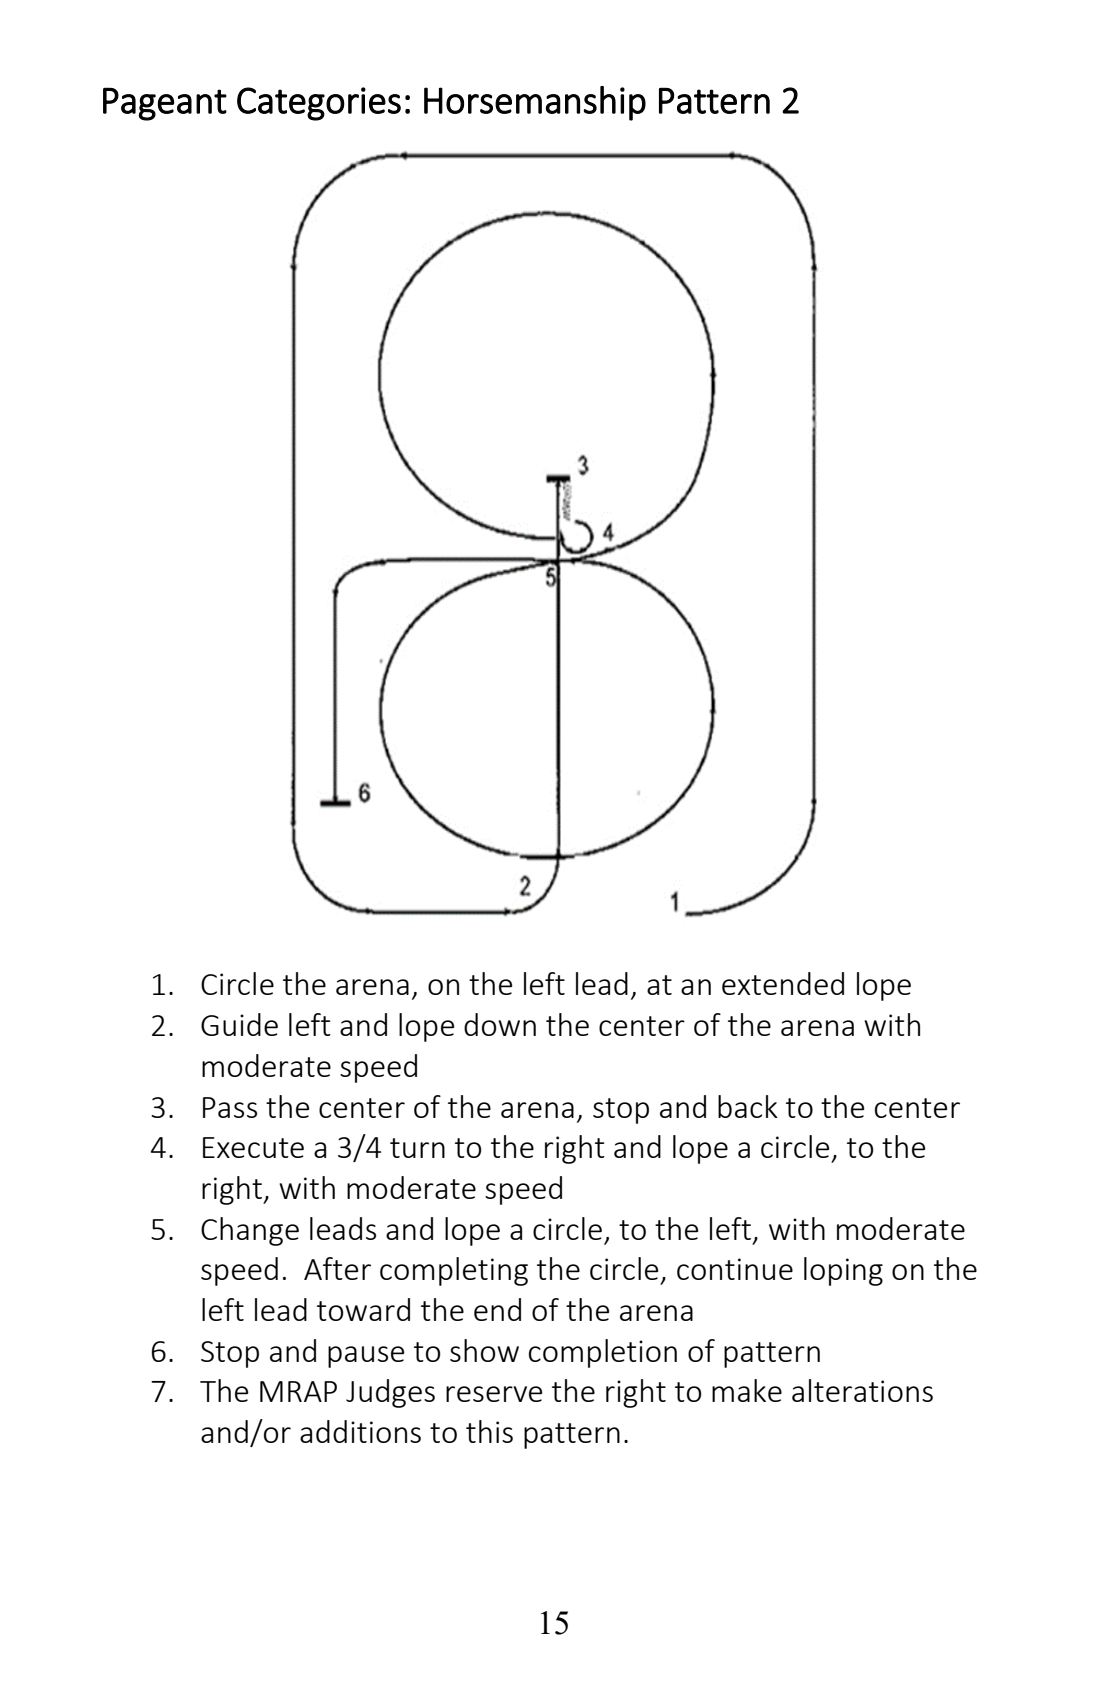 Pageant Categories: Horsemanship Pattern 2
3
4
5
6
2
1
1. Circle the arena, on the left lead, at an extended lope
2. Guide left and lope down the center of the arena with
moderate speed
3. Pass the center of the arena, stop and back to the center
4. Execute a 3/4 turn to the right and lope a circle, to the
right, with moderate speed
5. Change leads and lope a circle, to the left, with moderate
speed.  After completing the circle, continue loping on the
left lead toward the end of the arena
6. Stop and pause to show completion of pattern
7. The MRAP Judges reserve the right to make alterations
and/or additions to this pattern.
15